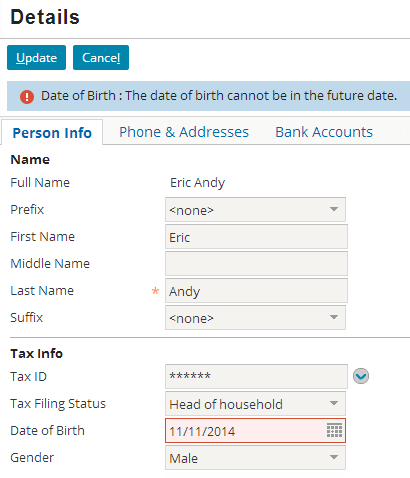 Details
Update Cancel
Date of Birth : The date of birth cannot be in the future date.
Person Info Phone & Addresses Bank Accounts
Name
Full Name Eric Andy
Prefix <none>
First Name Eric
Middle Name
Last Name * Andy
Suffix <none>
Tax Info
Tax ID ******
Tax Filing Status Head of household
Date of Birth 11/11/2014
Gender Male